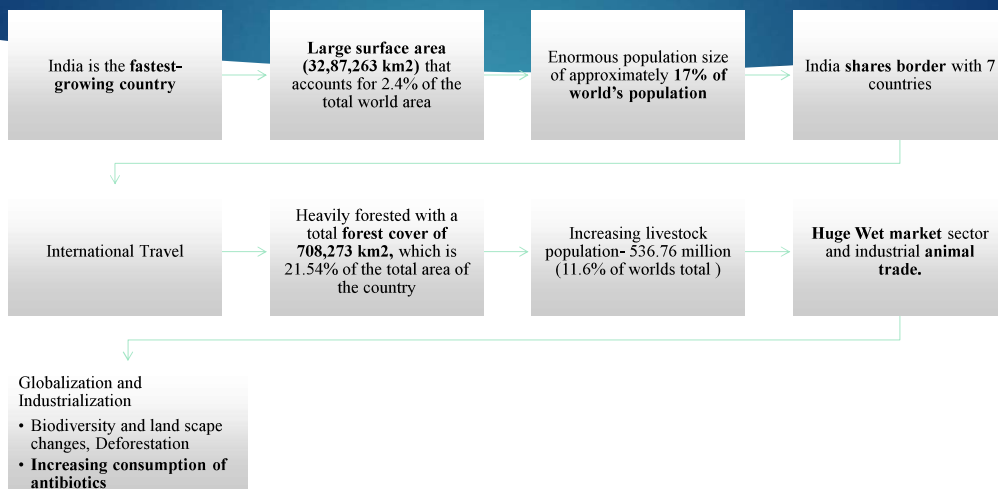 India is the fastest-
growing country
Large surface area
(32,87,263 km2) that
accounts for 2.4% of the
total world area
Enormous population size
of approximately 17% of
world’s population
India shares border with 7
countries
International Travel
Heavily forested with a
total forest cover of
708,273 km2, which is
21.54% of the total area of
the country
Increasing livestock
population- 536.76 million
(11.6% of worlds total )
Huge Wet market sector
and industrial animal
trade.
Globalization and
Industrialization
• Biodiversity and land scape
changes, Deforestation
• Increasing consumption of
antibiotics